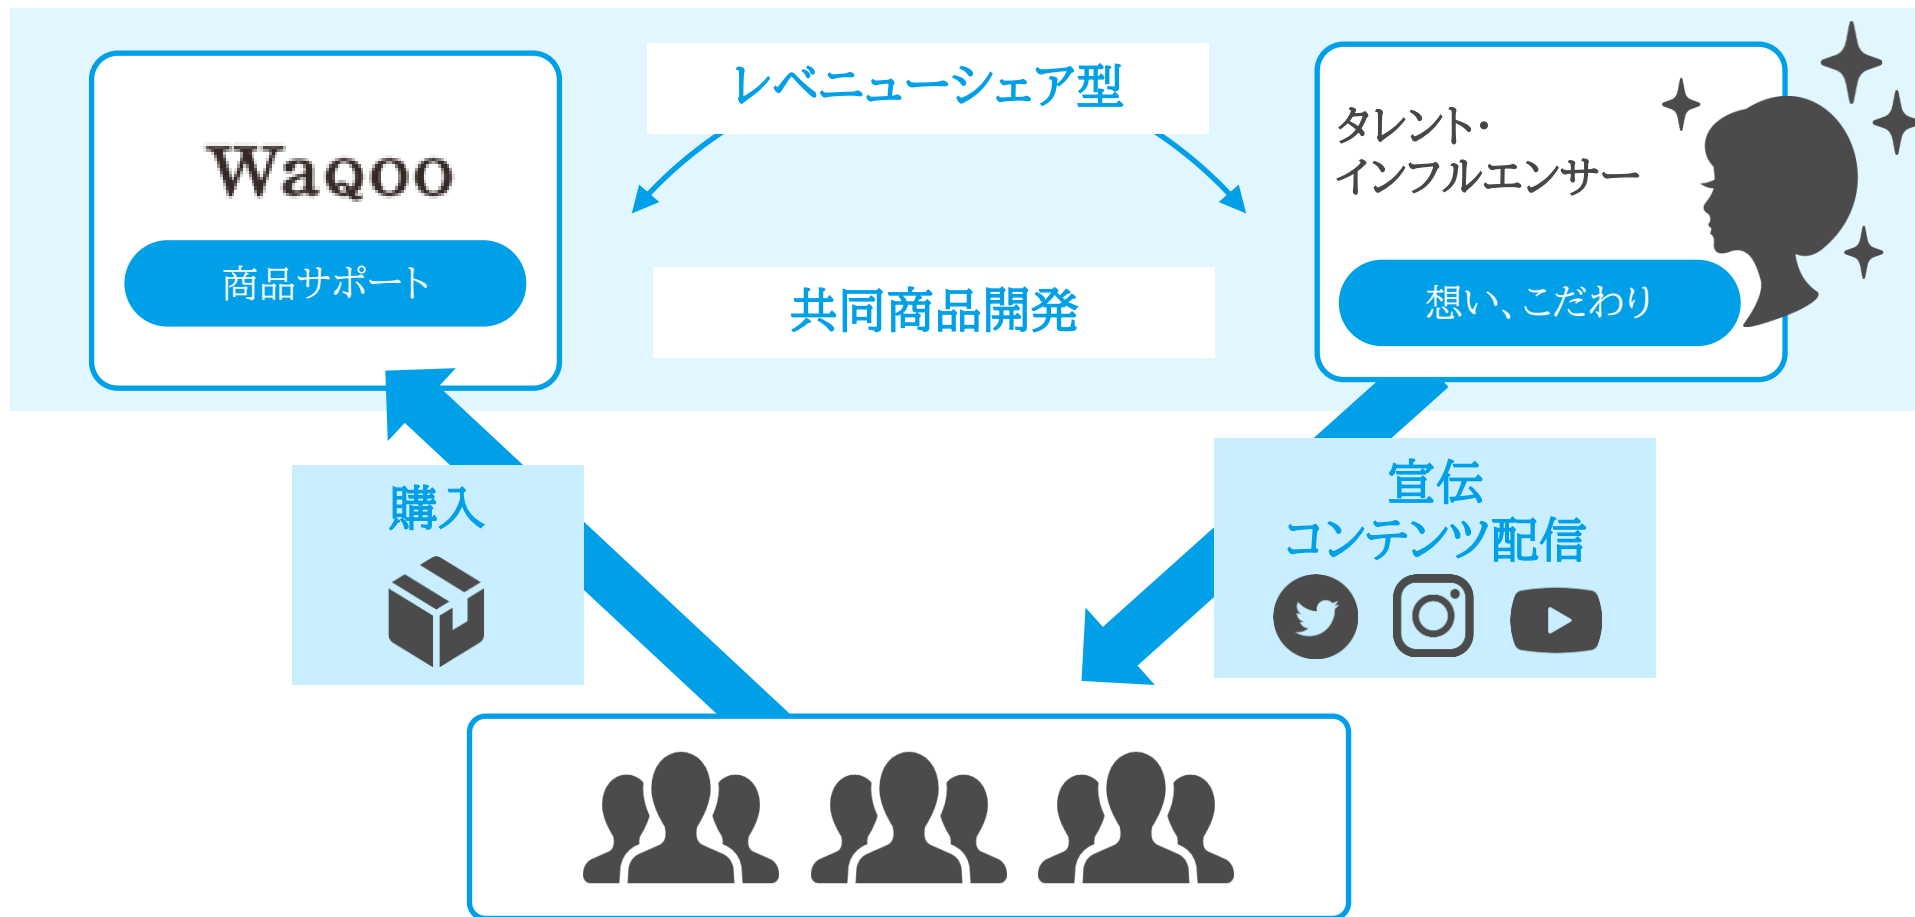 レベニューシェア型
Waqoo
商品サポート
タレント・
インフルエンサー
想い、こだわり
共同商品開発
購入
宣伝
コンテンツ配信